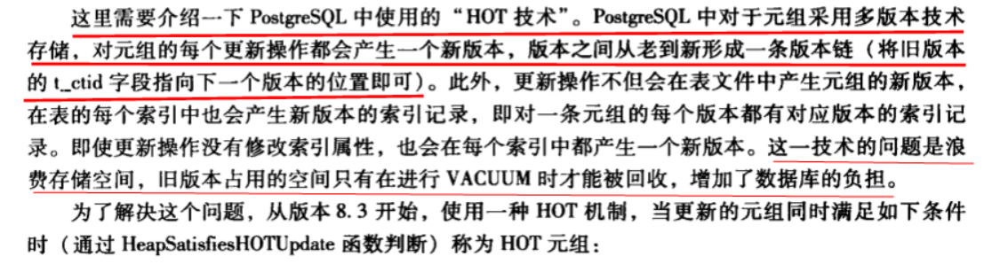 这里需要介绍一下 PostgreSQL 中使用的“HOT 技术”。PostgreSQL 中对于元组采用多版本技术
存储，对元组的每个更新操作都会产生一个新版本，版本之间从老到新形成一条版本链（将旧版本
的 t_ctid 字段指向下一个版本的位置即可）。此外，更新操作不但会在表文件中产生元组的新版本，
在表的每个索引中也会产生新版本的索引记录，即对一条元组的每个版本都有对应版本的索引记
录。即使更新操作没有修改索引属性，也会在每个索引中都产生一个新版本。这一技术的问题是浪
费存储空间，旧版本占用的空间只有在进行 VACUUM 时才能被回收，增加了数据库的负担。
为了解决这个问题，从版本 8.3 开始，使用一种 HOT 机制，当更新的元组同时满足如下条件
时（通过 HeapSatisfiesHOTUpdate 函数判断）称为 HOT 元组：